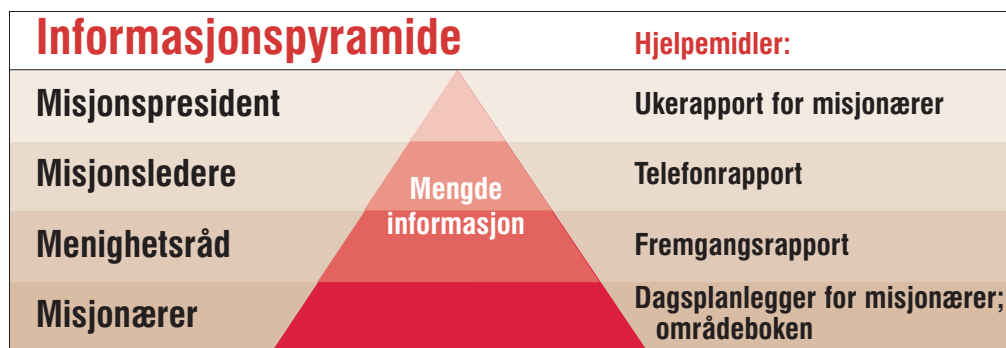 Informasjonspyramide
Hjelpemidler:
Misjonspresident
Ukerapport for misjonærer
Misjonsledere
Telefonrapport
Mengde
informasjon
Menighetsråd
Fremgangsrapport
Misjonærer
Dagsplanlegger for misjonærer;
områdeboken